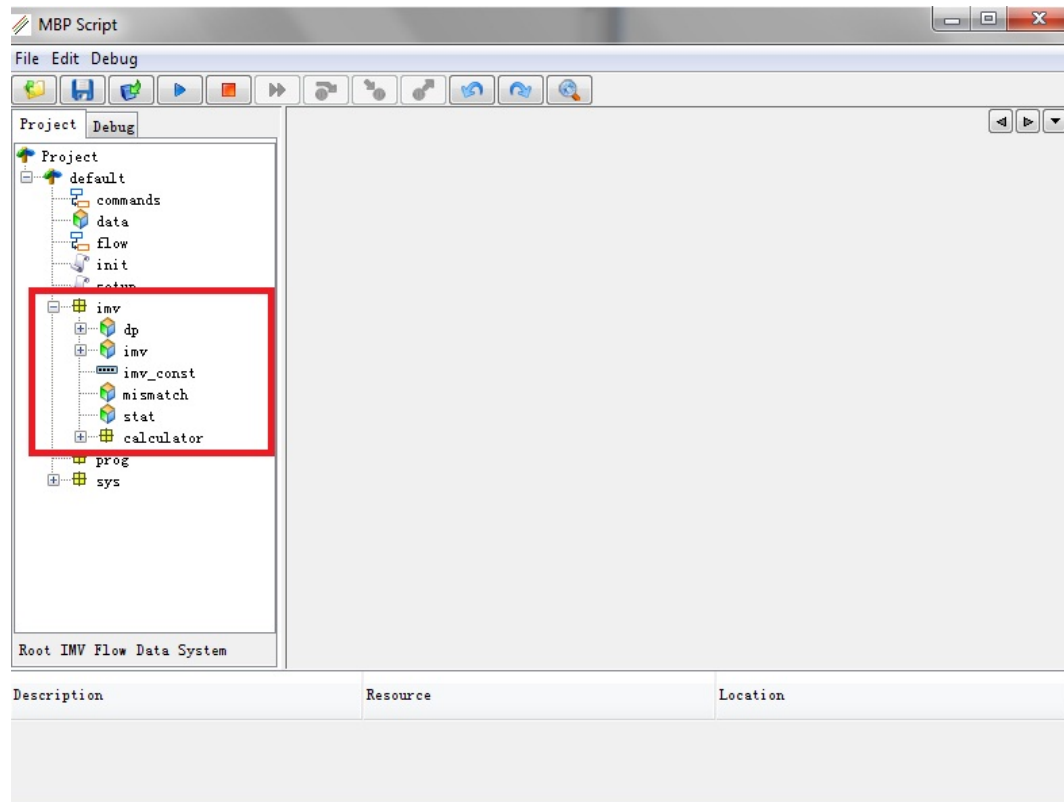 MBP Script
File Edit Debug
Project Debug
Project
default
commands
data
flow
init
setup
imv
dp
imv
imv_const
mismatch
stat
calculator
prog
sys
Root IMV Flow Data System
Description Resource Location